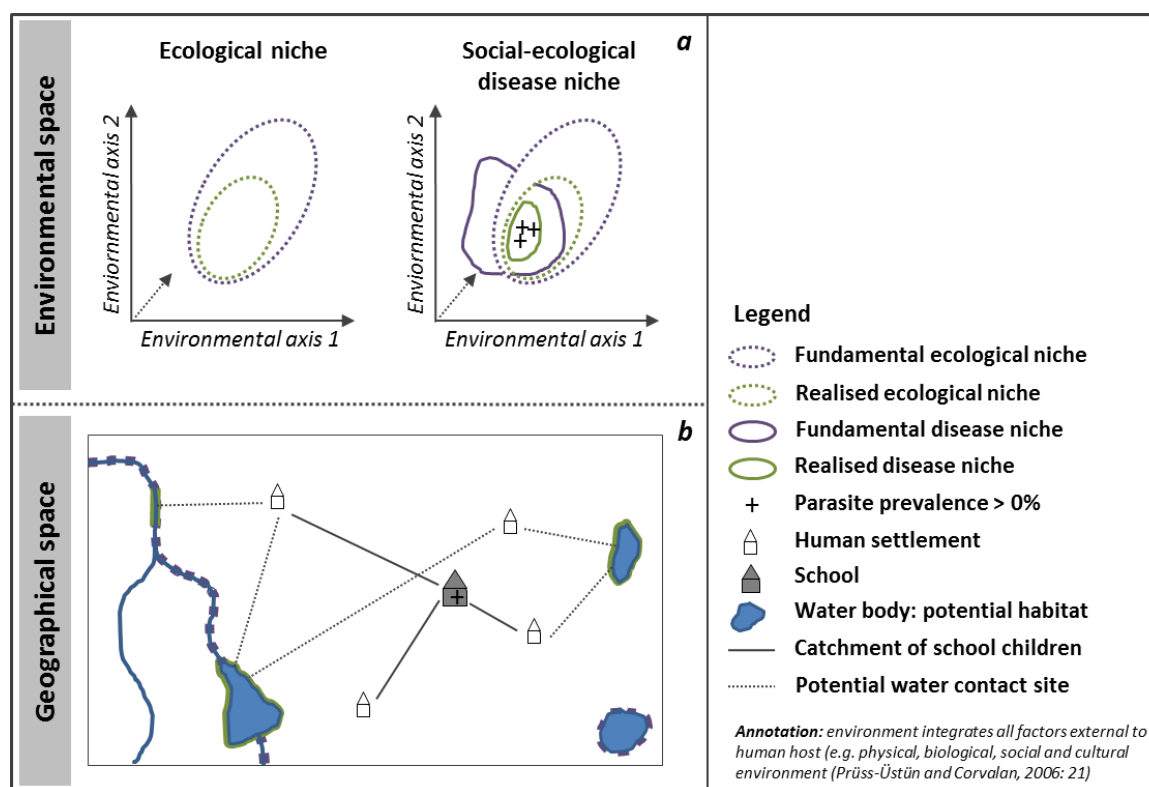 Environmental space
a
Ecological niche
Social-ecological
disease niche
Enviornmental axis 2
Environmental axis 1
Enviornmental axis 2
Environmental axis 1
Geographical space
b
Legend
Fundamental ecological niche
Realised ecological niche
Fundamental disease niche
Realised disease niche
Parasite prevalence > 0%
Human settlement
School
Water body: potential habitat
Catchment of school children
Potential water contact site
Annotation: environment integrates all factors external to
human host (e.g. physical, biological, social and cultural
environment (Prüss-Üstün and Corvalan, 2006: 21)